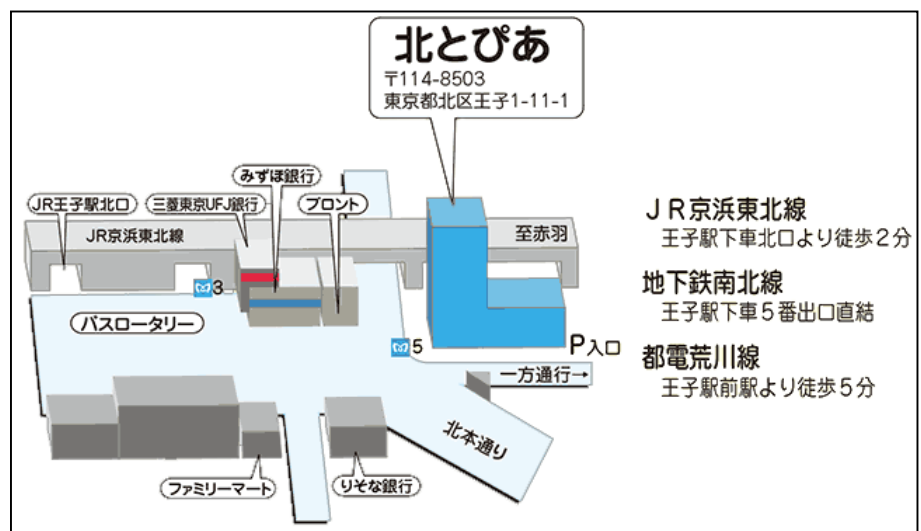 北とぴあ
〒114-8503
東京都北区王子1-11-1
みずほ銀行
JR王子駅北口
三菱東京UFJ銀行
プロント
JR京浜東北線
至赤羽
3
バスロータリー
5
P入口
一方通行→
北本通り
ファミリーマート
りそな銀行
JR京浜東北線
王子駅下車北口より徒歩2分
地下鉄南北線
王子駅下車5番出口直結
都電荒川線
王子駅前駅より徒歩5分